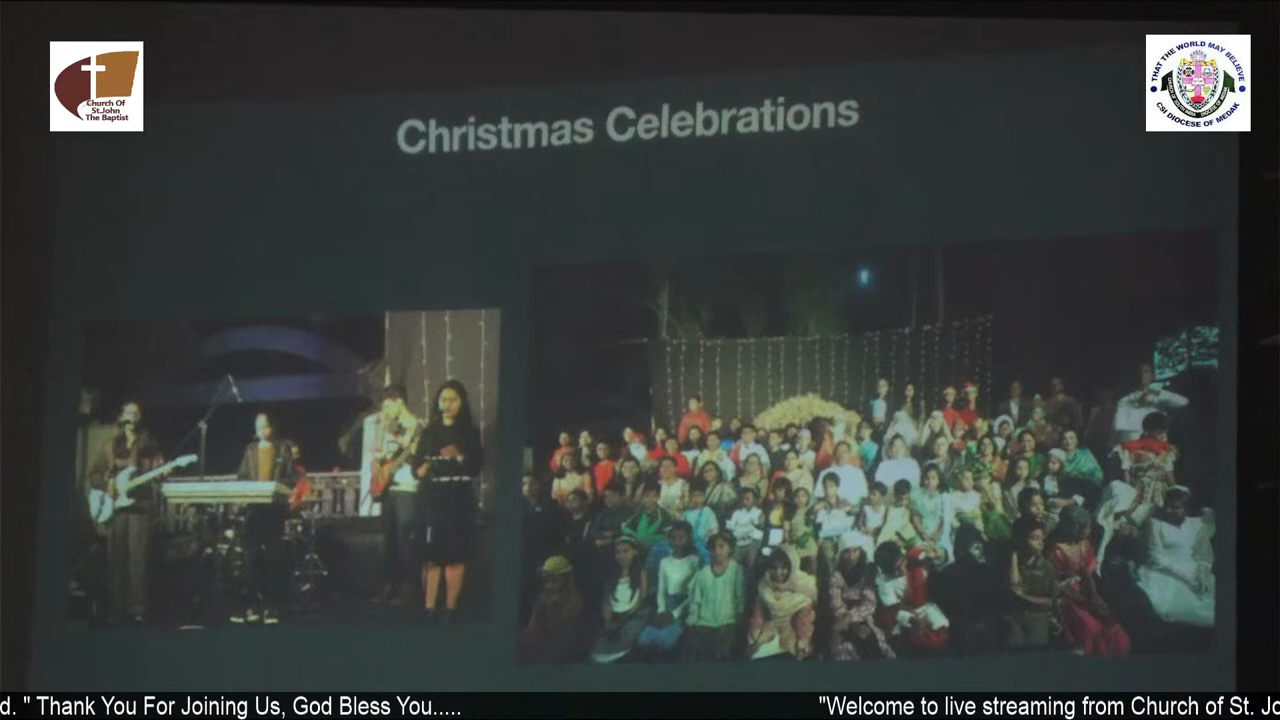 Church Of
St.John
The Baptist
THAT THE WORLD MAY BELIEVE
CSI DIOCESE OF MEDAK
Christmas Celebrations
d. " Thank You For Joining Us, God Bless You.....
"Welcome to live streaming from Church of St. Jo